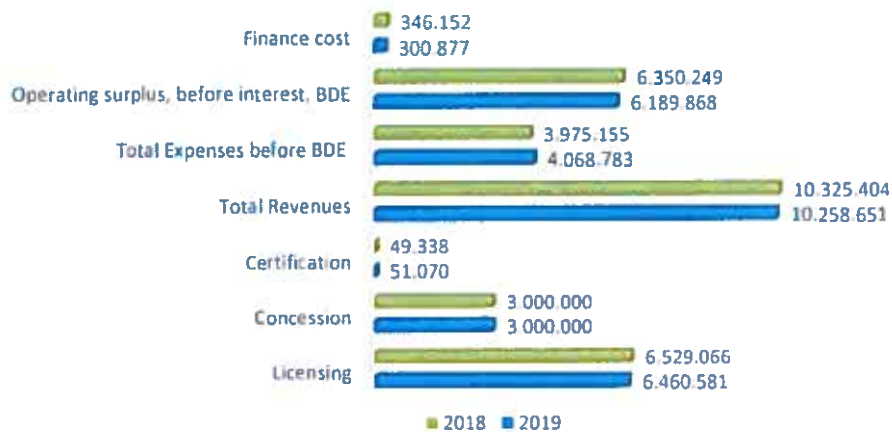 Finance cost
346.152
300.877
Operating surplus, before interest, BDE
6.350.249
6.189.868
Total Expenses before BDE
3.975.155
4.068.783
Total Revenues
10.325.404
10.258.651
Certification
49.338
51.070
Concession
3.000.000
3.000.000
Licensing
6.529.066
6.460.581
2018 2019